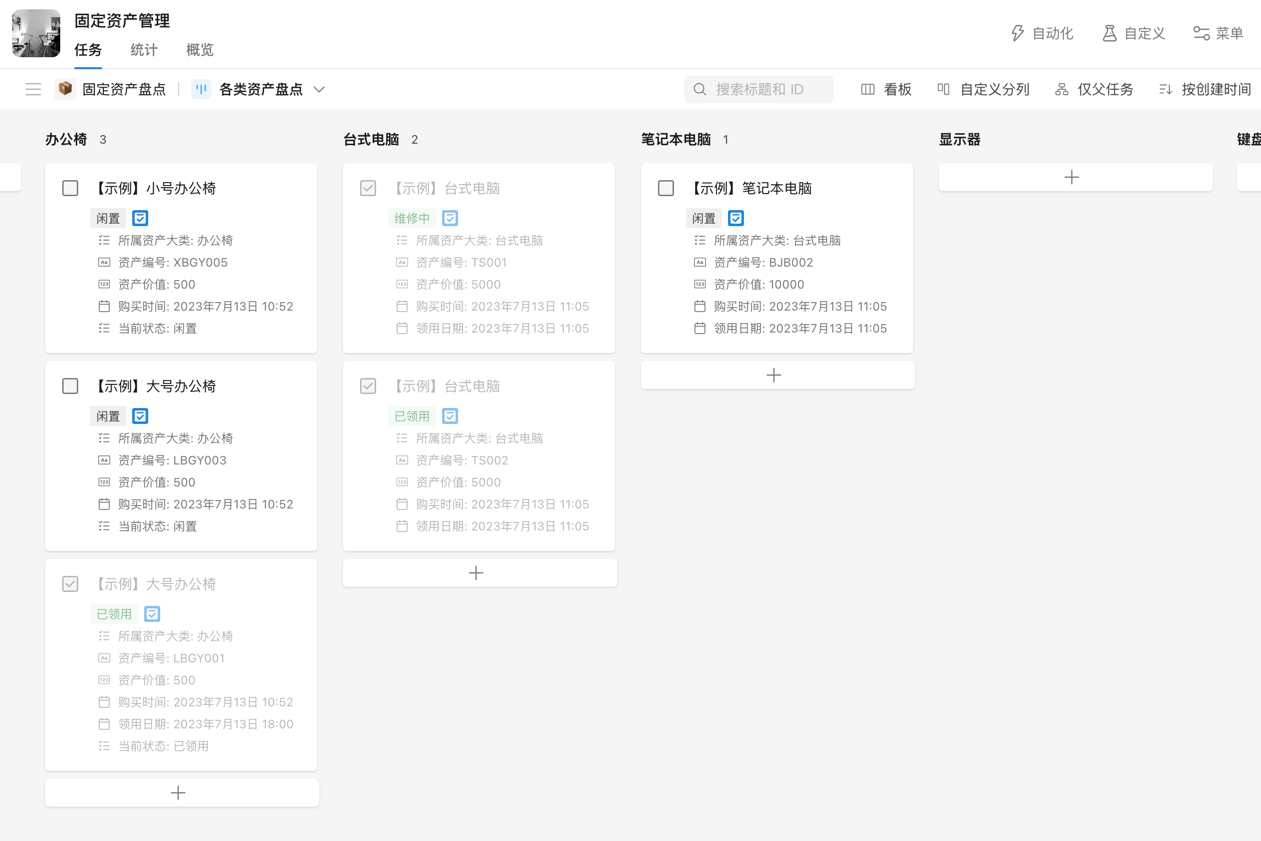 固定资产管理
任务 统计 概览
自动化 自定义 菜单
固定资产盘点 各类资产盘点
搜索标题和 ID
看板 自定义分列 仅父任务 按创建时间
办公椅 3
【示例】小号办公椅
闲置
所属资产大类: 办公椅
资产编号: XBGY005
资产价值: 500
购买时间: 2023年7月13日 10:52
当前状态: 闲置
【示例】大号办公椅
闲置
所属资产大类: 办公椅
资产编号: LBGY003
资产价值: 500
购买时间: 2023年7月13日 10:52
当前状态: 闲置
【示例】大号办公椅
已领用
所属资产大类: 办公椅
资产编号: LBGY001
资产价值: 500
购买时间: 2023年7月13日 10:52
领用日期: 2023年7月13日 18:00
当前状态: 已领用
台式电脑 2
【示例】台式电脑
维修中
所属资产大类: 台式电脑
资产编号: TS001
资产价值: 5000
购买时间: 2023年7月13日 11:05
领用日期: 2023年7月13日 11:05
【示例】台式电脑
已领用
所属资产大类: 台式电脑
资产编号: TS002
资产价值: 5000
购买时间: 2023年7月13日 11:05
领用日期: 2023年7月13日 11:05
笔记本电脑 1
【示例】笔记本电脑
闲置
所属资产大类: 台式电脑
资产编号: BJB002
资产价值: 10000
购买时间: 2023年7月13日 11:05
领用日期: 2023年7月13日 11:05
显示器
键盘